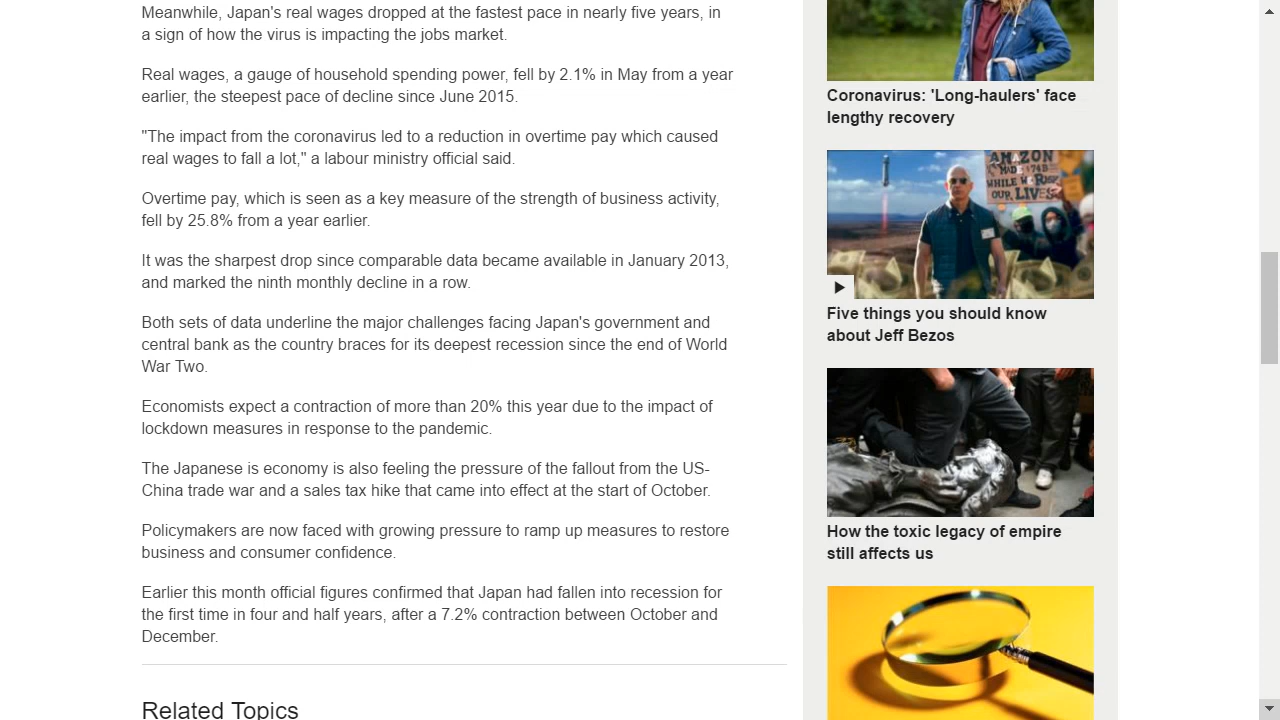 Meanwhile, Japan's real wages dropped at the fastest pace in nearly five years, in
a sign of how the virus is impacting the jobs market.
Real wages, a gauge of household spending power, fell by 2.1% in May from a year
earlier, the steepest pace of decline since June 2015.
"The impact from the coronavirus led to a reduction in overtime pay which caused
real wages to fall a lot," a labour ministry official said.
Overtime pay, which is seen as a key measure of the strength of business activity,
fell by 25.8% from a year earlier.
It was the sharpest drop since comparable data became available in January 2013,
and marked the ninth monthly decline in a row.
Both sets of data underline the major challenges facing Japan's government and
central bank as the country braces for its deepest recession since the end of World
War Two.
Economists expect a contraction of more than 20% this year due to the impact of
lockdown measures in response to the pandemic.
The Japanese is economy is also feeling the pressure of the fallout from the US-
China trade war and a sales tax hike that came into effect at the start of October.
Policymakers are now faced with growing pressure to ramp up measures to restore
business and consumer confidence.
Earlier this month official figures confirmed that Japan had fallen into recession for
the first time in four and half years, after a 7.2% contraction between October and
December.
Related Topics
Coronavirus: 'Long-haulers' face
lengthy recovery
AMAZON
MADE
WHILE WE RISK
OUR LIVES
Five things you should know
about Jeff Bezos
How the toxic legacy of empire
still affects us